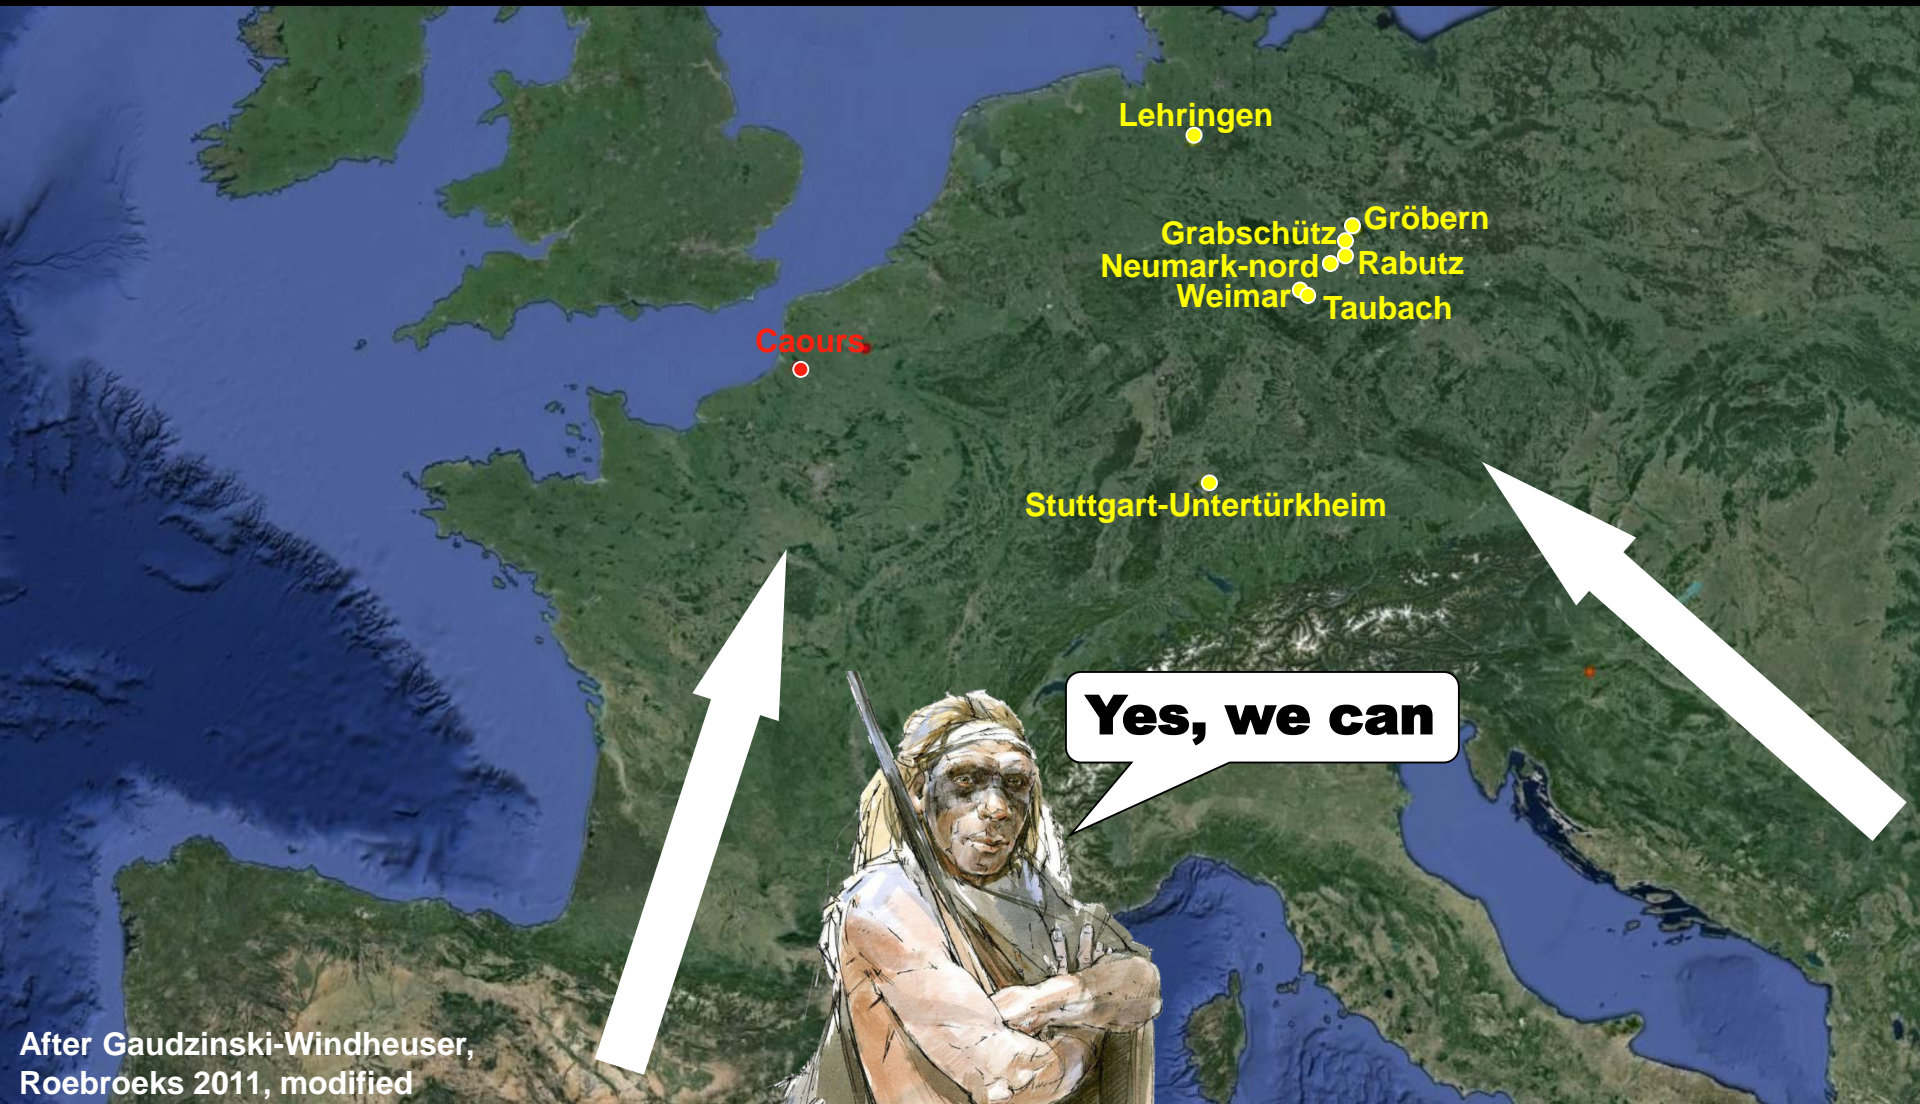 Lehringen
Gröbern
Grabschütz
Neumark-nord
Rabutz
Weimar
Taubach
Caours
Stuttgart-Untertürkheim
Yes, we can
After Gaudzinski-Windheuser,
Roebroeks 2011, modified